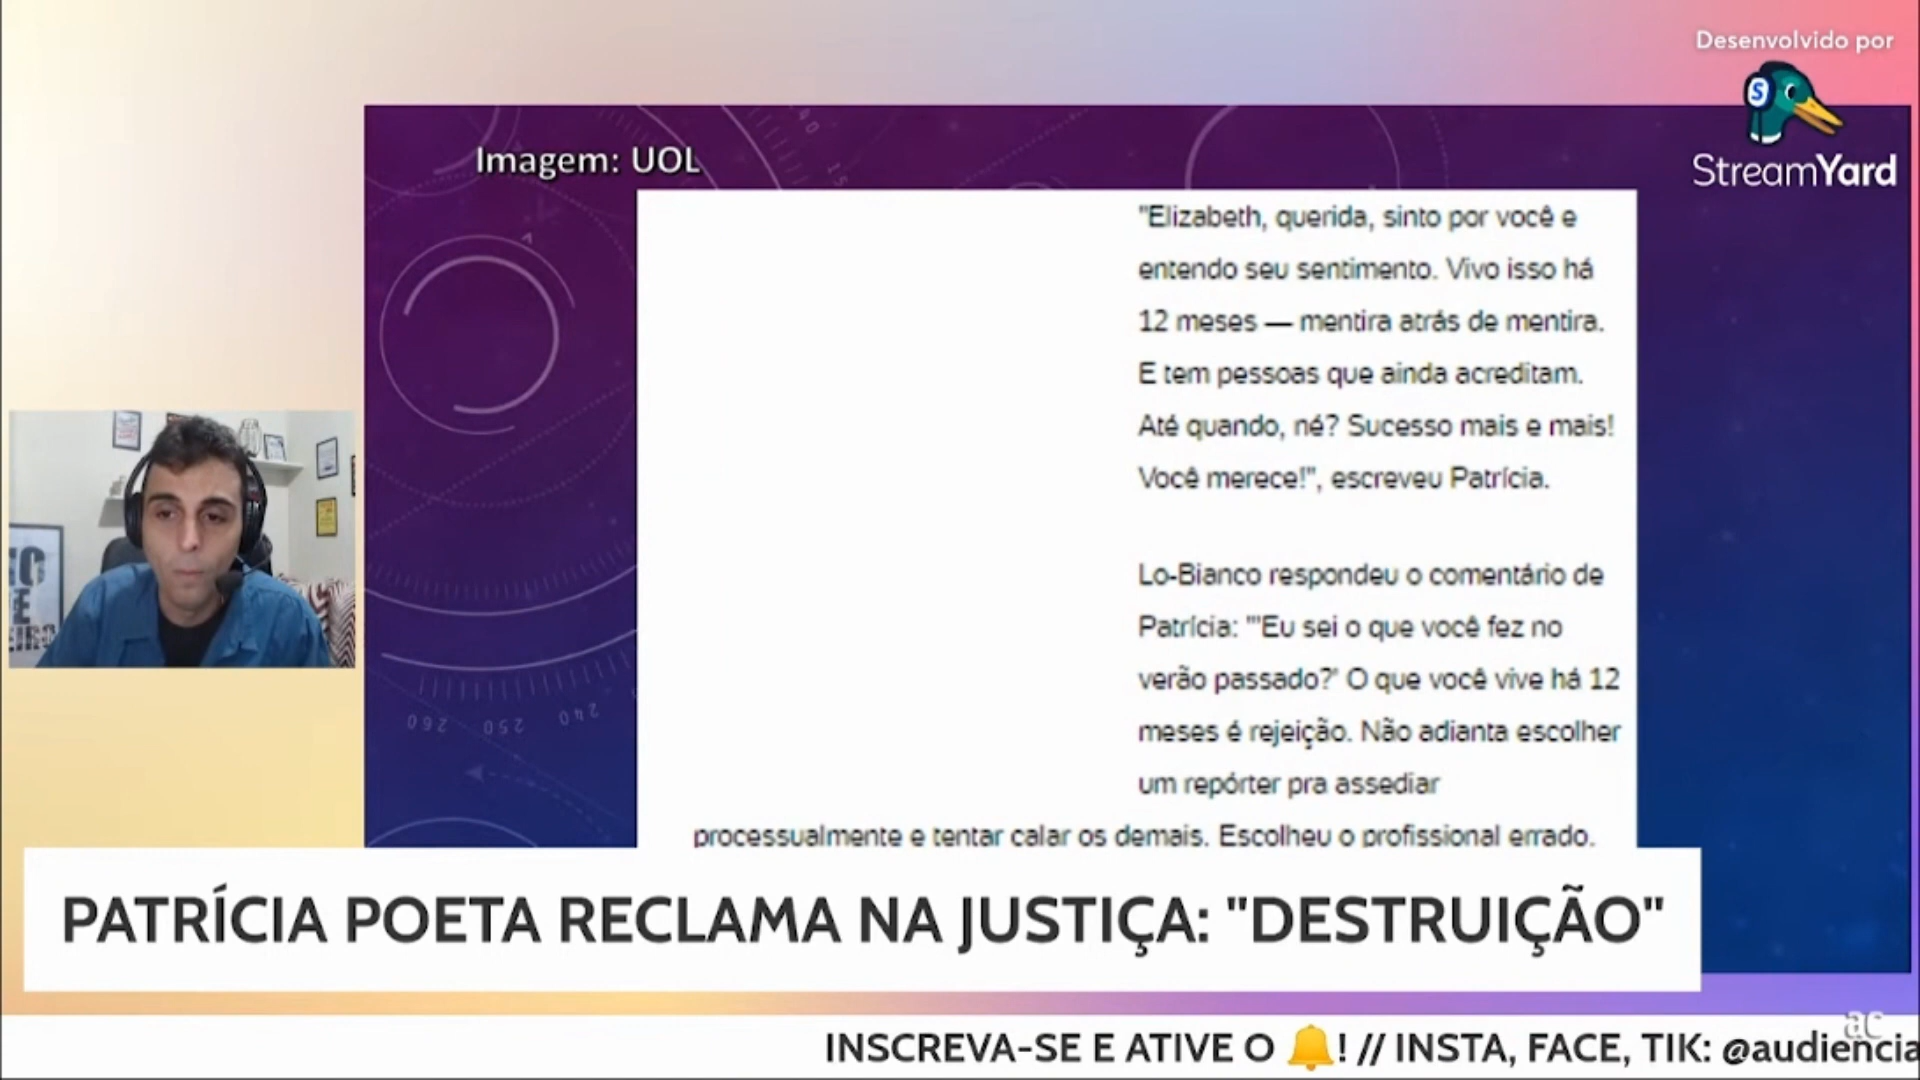 Desenvolvido por
S
StreamYard
Imagem: UOL
"Elizabeth, querida, sinto por você e
entendo seu sentimento. Vivo isso há
12 meses — mentira atrás de mentira.
E tem pessoas que ainda acreditam.
Até quando, né? Sucesso mais e mais!
Você merece!", escreveu Patrícia.
Lo-Bianco respondeu o comentário de
Patrícia: "'Eu sei o que você fez no
verão passado?' O que você vive há 12
meses é rejeição. Não adianta escolher
um repórter pra assediar
processualmente e tentar calar os demais. Escolheu o profissional errado.
260 250 240
PATRÍCIA POETA RECLAMA NA JUSTIÇA: "DESTRUIÇÃO"
ac
INSCREVA-SE E ATIVE O 🔔! // INSTA, FACE, TIK: @audiencia